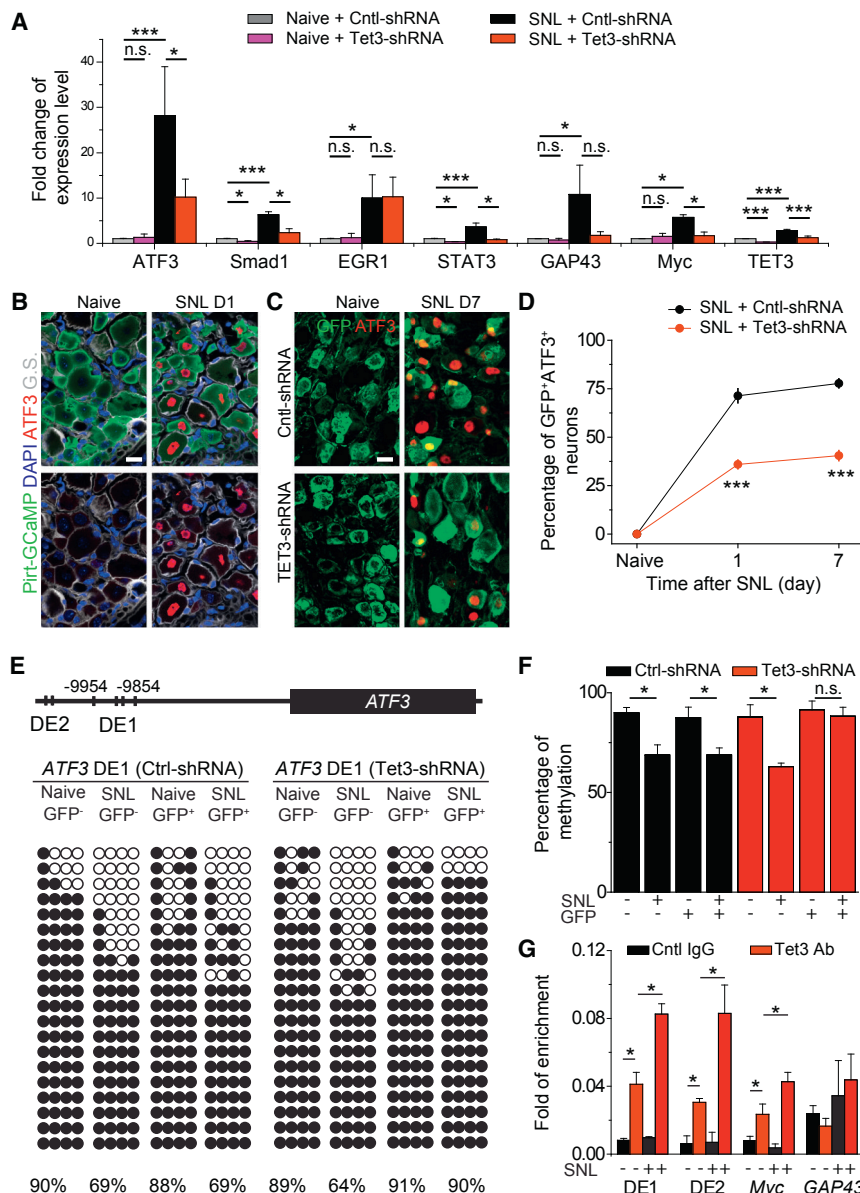 A
Naive + Cntl-shRNA
SNL + Cntl-shRNA
Naive + Tet3-shRNA
SNL + Tet3-shRNA
Fold change of
expression level
40
30
20
10
0
***
n.s.
*
***
*
*
*
n.s.
n.s.
***
*
*
*
n.s.
n.s.
*
n.s.
*
***
***
***
ATF3
Smad1
EGR1
STAT3
GAP43
Myc
TET3
B
Naive
SNL D1
Pirt-GCaMP DAPI ATF3 G.S.
C
Naive
SNL D7
GFP ATF3
Cntl-shRNA
TET3-shRNA
D
SNL + Cntl-shRNA
SNL + Tet3-shRNA
Percentage of GFP+ATF3+
neurons
100
75
50
25
0
***
***
Naive
1
7
Time after SNL (day)
E
-9954
-9854
ATF3
DE2
DE1
ATF3 DE1 (Ctrl-shRNA)
ATF3 DE1 (Tet3-shRNA)
Naive SNL Naive SNL
GFP- GFP- GFP+ GFP+
Naive SNL Naive SNL
GFP- GFP- GFP+ GFP+
90% 69% 88% 69%
89% 64% 91% 90%
F
Ctrl-shRNA
Tet3-shRNA
Percentage of
methylation
100
50
0
*
*
*
n.s.
SNL - + - + - + - +
GFP - - + + - - + +
G
Cntl IgG
Tet3 Ab
Fold of enrichment
0.12
0.08
0.04
0.00
*
*
*
*
*
*
SNL - - + + - - + + - - + + - - + +
DE1
DE2
Myc
GAP43